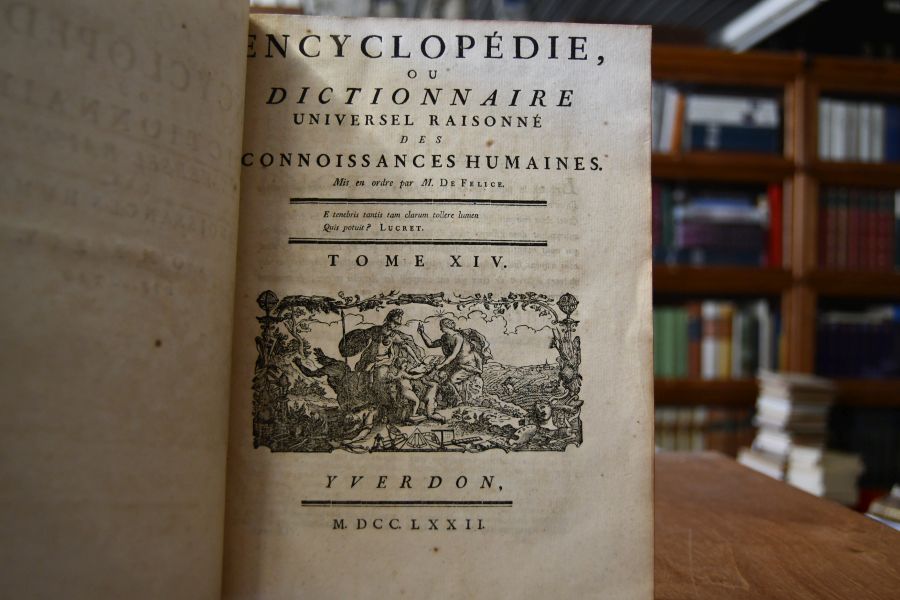 ENCYCLOPÉDIE,
OU
DICTIONNAIRE
UNIVERSEL RAISONNÉ
DES
CONNOISSANCES HUMAINES.
Mis en ordre par M. DE FELICE.
E tenebris tantis tam clarum tollere lumen
Quis potuit? LUCRET.
TOME XIV.
YVERDON,
M. DCC. LXXII.